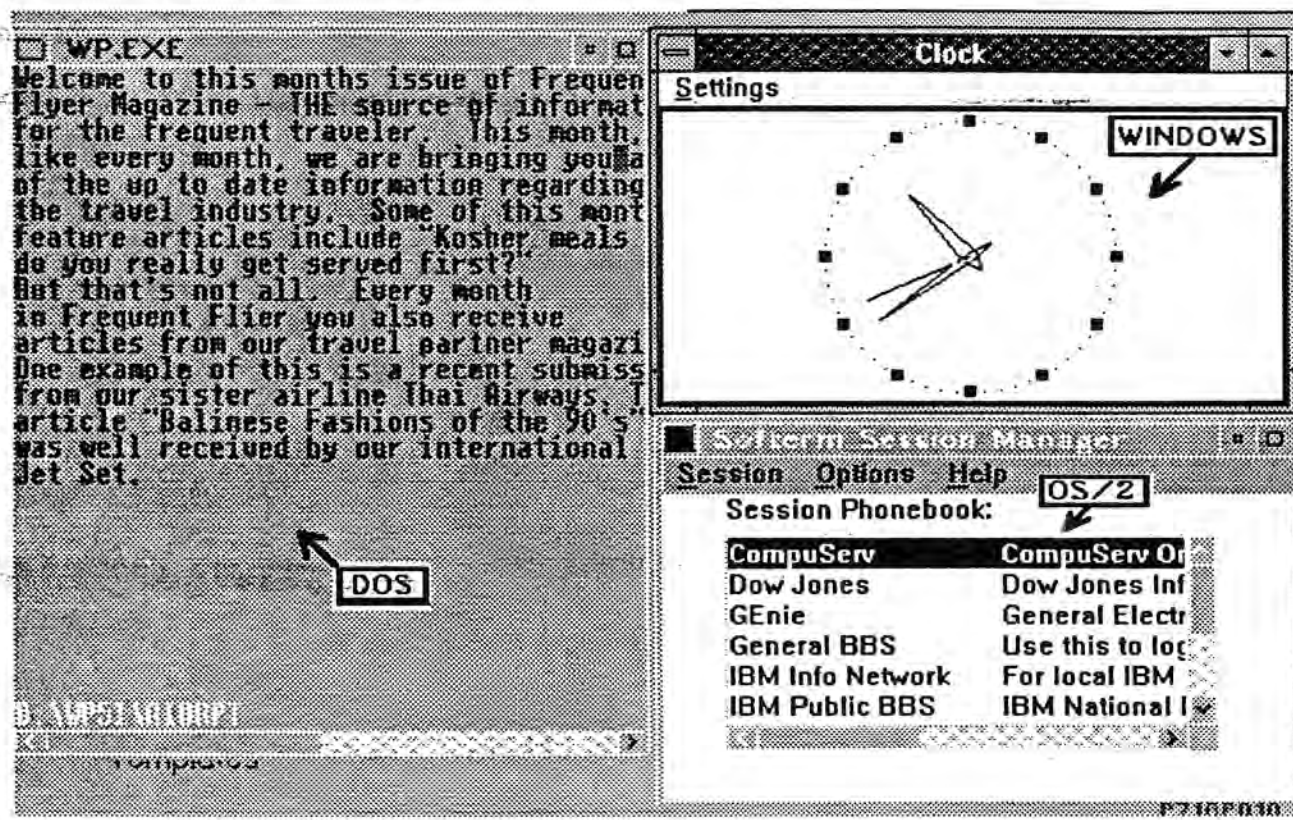 WP.EXE
Welcome to this months issue of Frequen
Flyer Magazine - THE source of informat
for the frequent traveler. This month,
like every month, we are bringing you a
of the up to date information regarding
the travel industry. Some of this mont
feature articles include "Kosher meals
do you really get served first?"
But that's not all. Every month
in Frequent Flier you also receive
articles from our travel partner magazi
One example of this is a recent submiss
from our sister airline Thai Airways. T
article "Balinese Fashions of the 90's"
was well received by our international
Jet Set.
DOS
Templates
Clock
Settings
WINDOWS
Softerm Session Manager
Session Options Help
OS/2
Session Phonebook:
CompuServ CompuServ Or
Dow Jones Dow Jones Inf
GEnie General Electr
General BBS Use this to log
IBM Info Network For local IBM
IBM Public BBS IBM National I